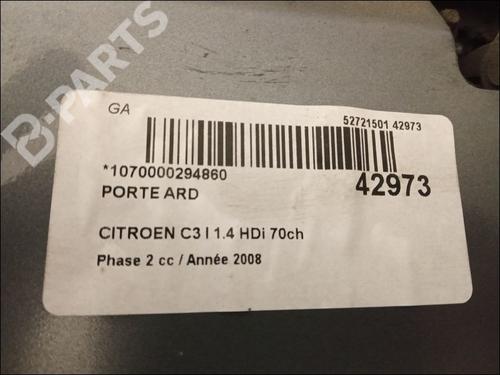 B-PARTS
GA
52721501 42973
*1070000294860
42973
PORTE ARD
CITROEN C3 I 1.4 HDi 70ch
Phase 2 cc / Année 2008